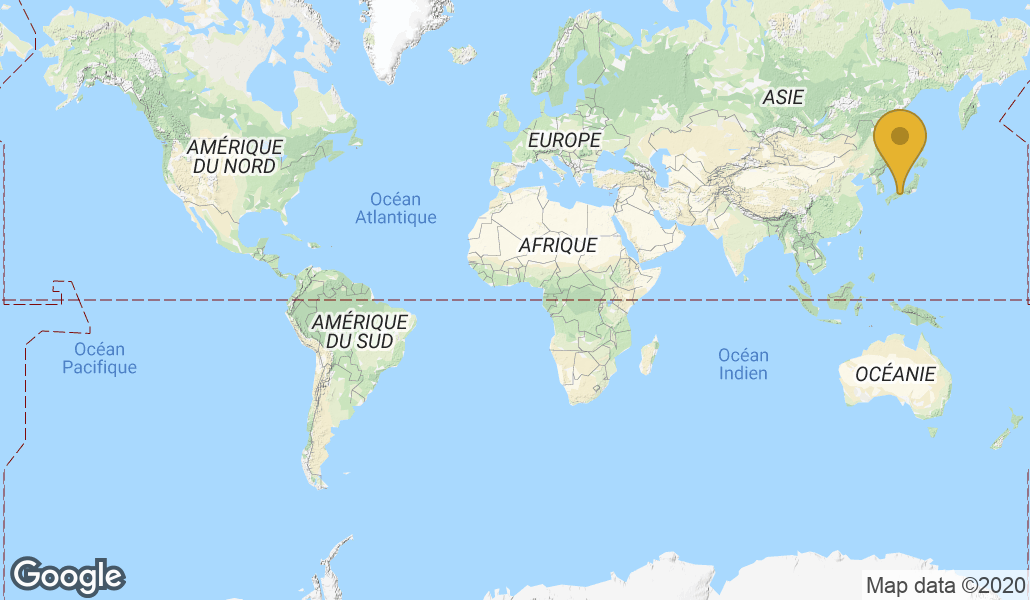 ASIE
EUROPE
AMÉRIQUE
DU NORD
Océan
Atlantique
AFRIQUE
AMÉRIQUE
DU SUD
Océan
Pacifique
Océan
Indien
OCÉANIE
Google
Map data ©2020